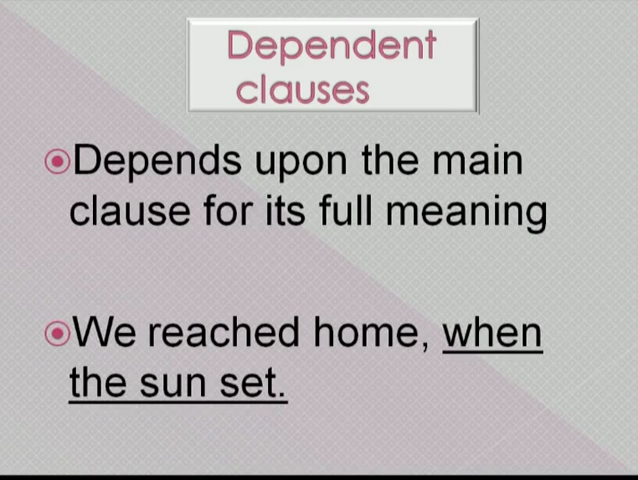 Dependent
clauses
Depends upon the main
clause for its full meaning
We reached home, when
the sun set.